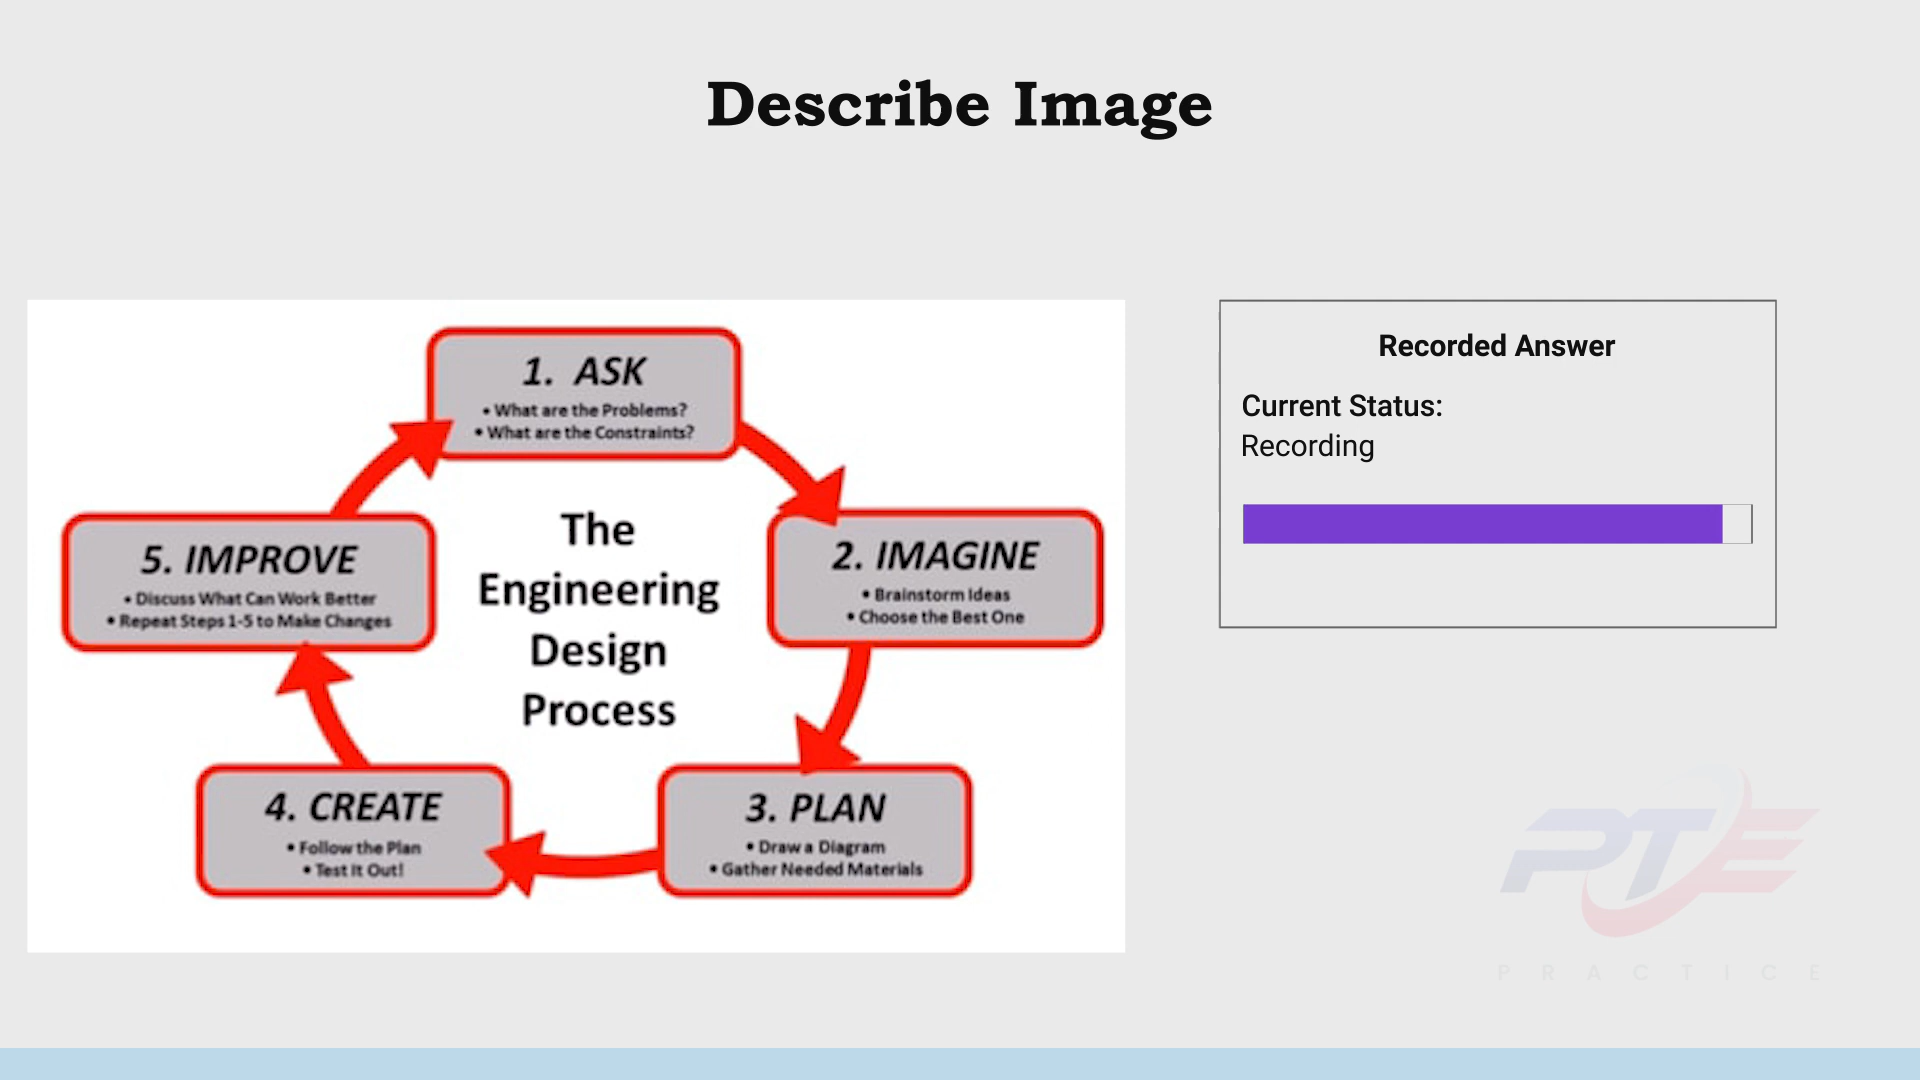 Describe Image
1. ASK
• What are the Problems?
• What are the Constraints?
2. IMAGINE
• Brainstorm Ideas
• Choose the Best One
3. PLAN
• Draw a Diagram
• Gather Needed Materials
4. CREATE
• Follow the Plan
• Test It Out!
5. IMPROVE
• Discuss What Can Work Better
• Repeat Steps 1-5 to Make Changes
The
Engineering
Design
Process
Recorded Answer
Current Status:
Recording
PTE
PRACTICE